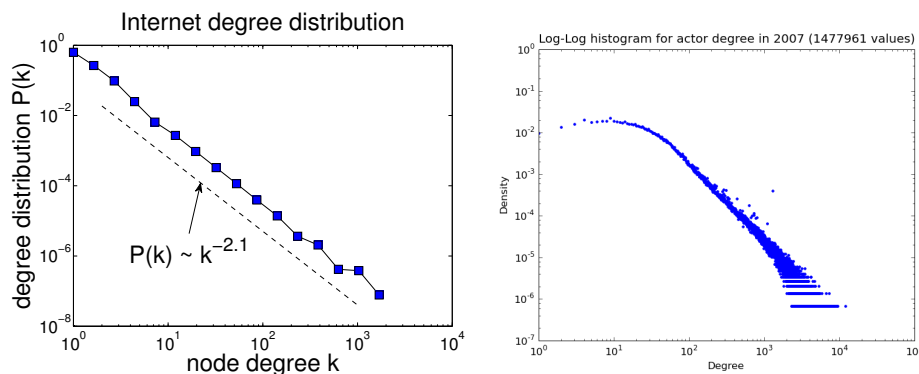 Internet degree distribution
degree distribution P(k)
10^0
10^-2
10^-4
10^-6
10^-8
P(k) ~ k^-2.1
10^0 10^1 10^2 10^3 10^4
node degree k
Log-Log histogram for actor degree in 2007 (1477961 values)
Density
10^0
10^-1
10^-2
10^-3
10^-4
10^-5
10^-6
10^-7
10^0 10^1 10^2 10^3 10
Degree